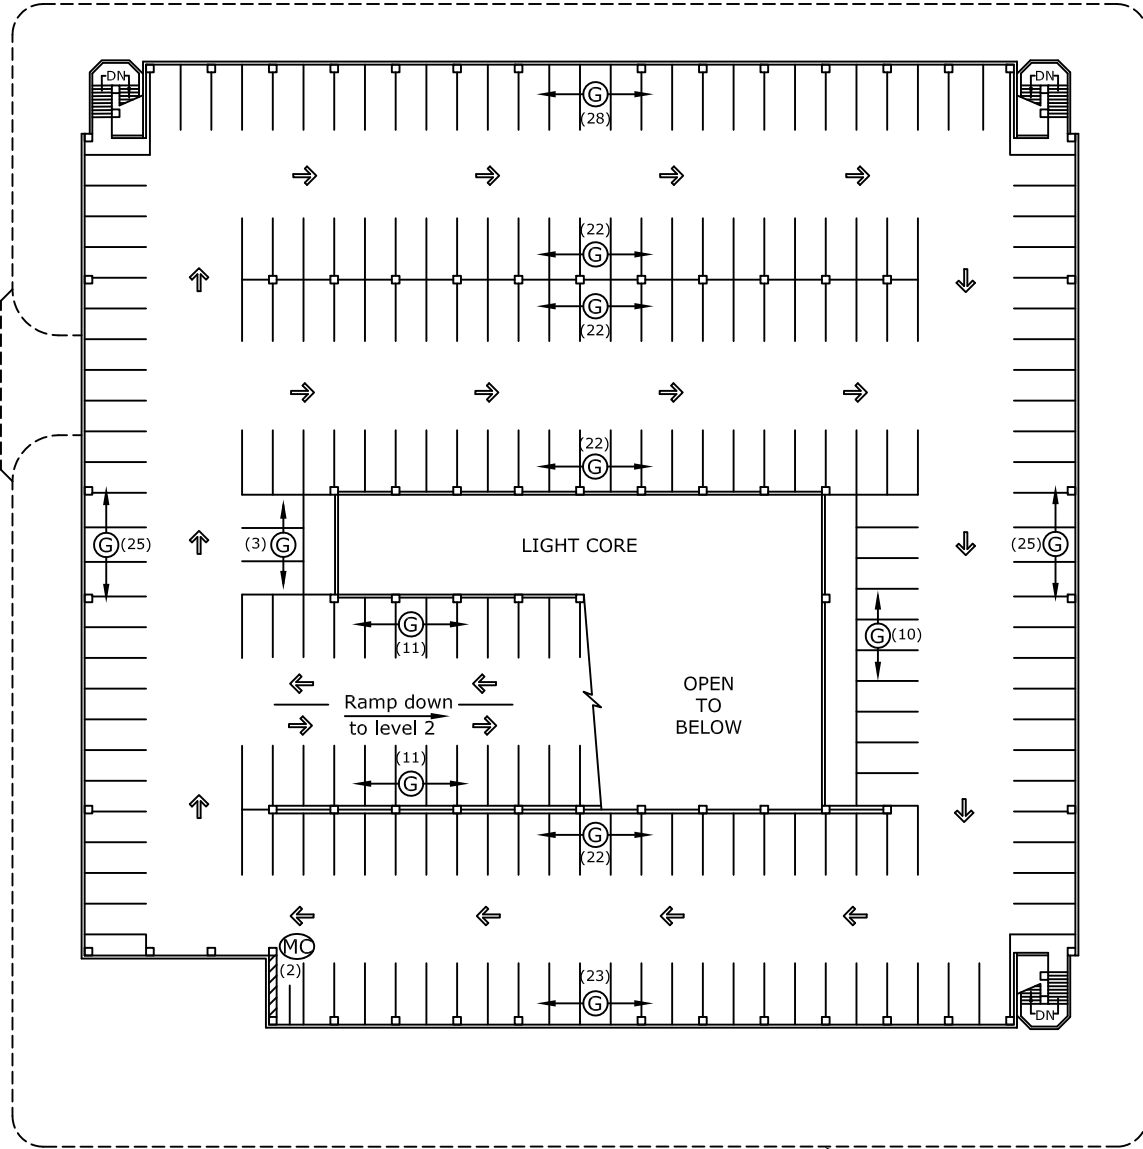 DN
DN
G
(28)
(22)
G
G
(22)
(22)
G
G (25)
(3) G
LIGHT CORE
(25) G
G
(11)
G (10)
OPEN
TO
BELOW
Ramp down
to level 2
(11)
G
G
(22)
MC
(2)
(23)
G
DN